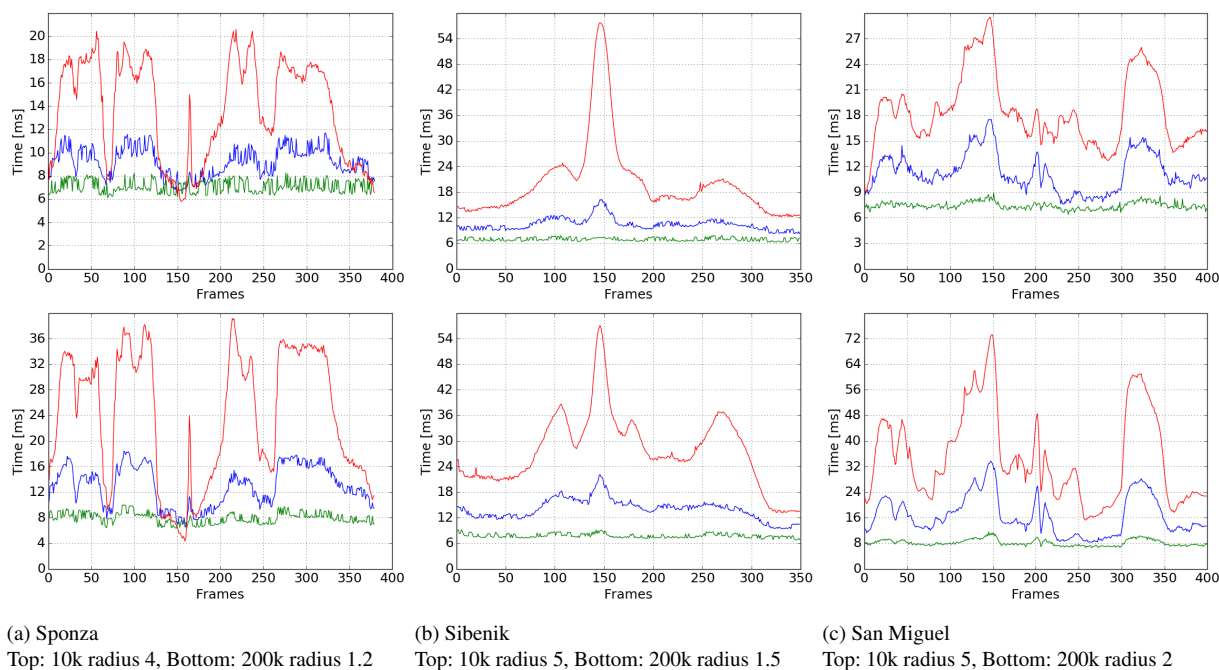 20
18
16
14
12
10
8
6
4
2
0
Time [ms]
0 50 100 150 200 250 300 350 400
Frames
54
48
42
36
30
24
18
12
6
0
Time [ms]
0 50 100 150 200 250 300 350
Frames
27
24
21
18
15
12
9
6
3
0
Time [ms]
0 50 100 150 200 250 300 350 400
Frames
36
32
28
24
20
16
12
8
4
0
Time [ms]
0 50 100 150 200 250 300 350 400
Frames
54
48
42
36
30
24
18
12
6
0
Time [ms]
0 50 100 150 200 250 300 350
Frames
72
64
56
48
40
32
24
16
8
0
Time [ms]
0 50 100 150 200 250 300 350 400
Frames
(a) Sponza
Top: 10k radius 4, Bottom: 200k radius 1.2
(b) Sibenik
Top: 10k radius 5, Bottom: 200k radius 1.5
(c) San Miguel
Top: 10k radius 5, Bottom: 200k radius 2